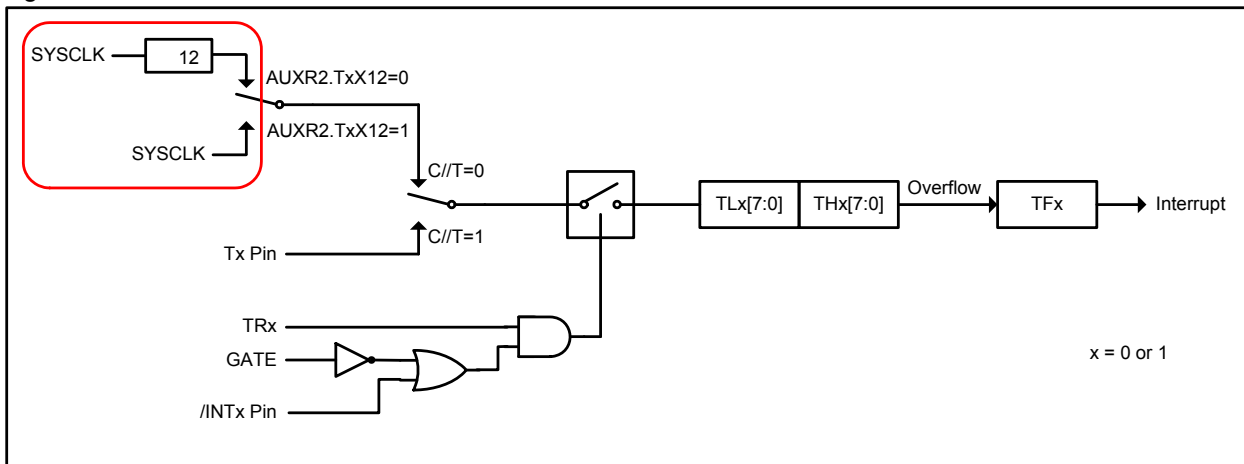 SYSCLK
12
AUXR2.TxX12=0
AUXR2.TxX12=1
SYSCLK
C//T=0
TLx[7:0]
THx[7:0]
Overflow
TFx
Interrupt
C//T=1
Tx Pin
TRx
GATE
x = 0 or 1
/INTx Pin